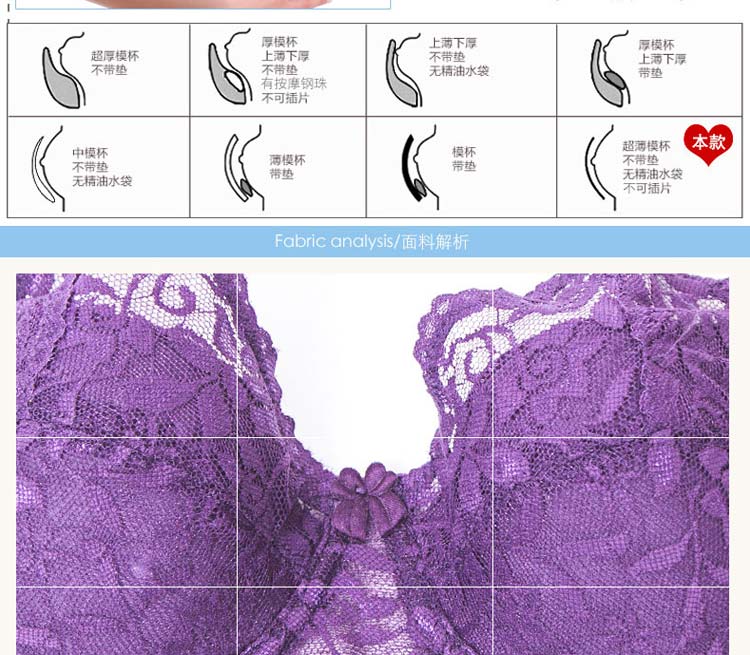 超厚模杯
不带垫
厚模杯
上薄下厚
不带垫
有按摩钢珠
不可插片
上薄下厚
不带垫
无精油水袋
厚模杯
上薄下厚
带垫
中模杯
不带垫
无精油水袋
薄模杯
带垫
模杯
带垫
超薄模杯
不带垫
无精油水袋
不可插片
本款
Fabric analysis/面料解析